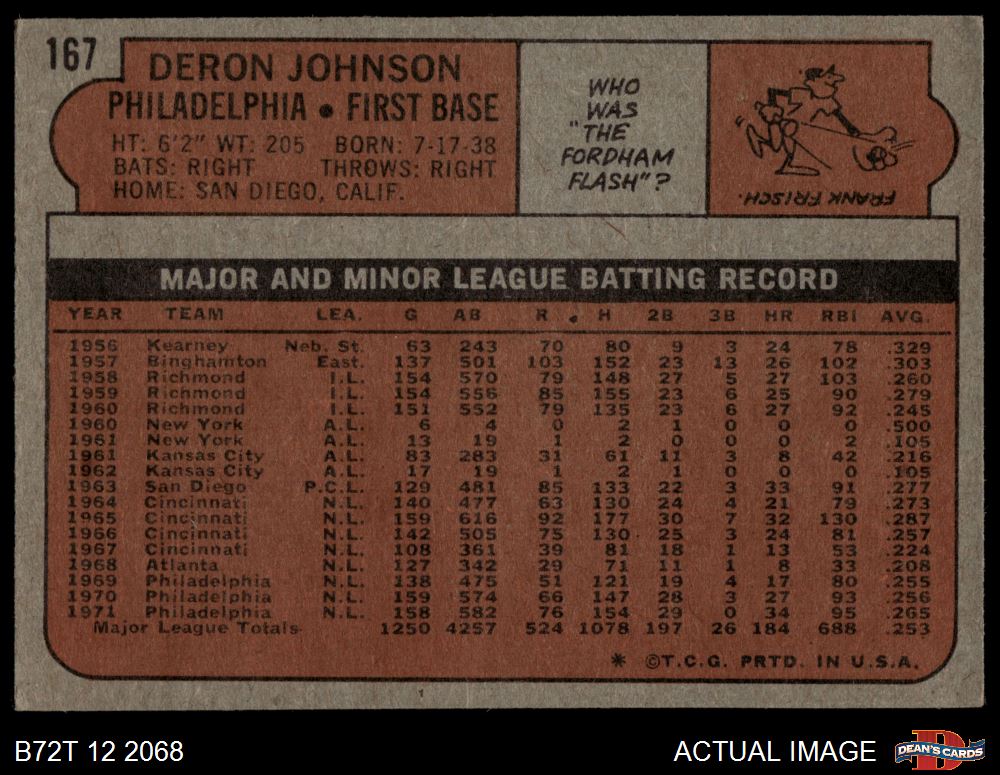 167
DERON JOHNSON
PHILADELPHIA • FIRST BASE
HT: 6'2" WT: 205 BORN: 7-17-38
BATS: RIGHT THROWS: RIGHT
HOME: SAN DIEGO, CALIF.
WHO
WAS
"THE
FORDHAM
FLASH"?
FRANK FRISCH.
MAJOR AND MINOR LEAGUE BATTING RECORD
YEAR TEAM LEA. G AB R H 2B 3B HR RBI AVG.
1956 Kearney Neb. St. 63 243 70 80 9 3 24 78 .329
1957 Binghamton East. 137 501 103 152 23 13 26 102 .303
1958 Richmond I.L. 154 570 79 148 27 5 27 103 .260
1959 Richmond I.L. 154 556 85 155 23 6 25 90 .279
1960 Richmond I.L. 151 552 79 135 23 6 27 92 .245
1960 New York A.L. 6 4 0 2 1 0 0 0 .500
1961 New York A.L. 13 19 1 2 0 0 0 2 .105
1961 Kansas City A.L. 83 283 31 61 11 3 8 42 .216
1962 Kansas City A.L. 17 19 1 2 1 0 0 0 .105
1963 San Diego P.C.L. 129 481 85 133 22 3 33 91 .277
1964 Cincinnati N.L. 140 477 63 130 24 4 21 79 .273
1965 Cincinnati N.L. 159 616 92 177 30 7 32 130 .287
1966 Cincinnati N.L. 142 505 75 130 25 3 24 81 .257
1967 Cincinnati N.L. 108 361 39 81 18 1 13 53 .224
1968 Atlanta N.L. 127 342 29 71 11 1 8 33 .208
1969 Philadelphia N.L. 138 475 51 121 19 4 17 80 .255
1970 Philadelphia N.L. 159 574 66 147 28 3 27 93 .256
1971 Philadelphia N.L. 158 582 76 154 29 0 34 95 .265
Major League Totals 1250 4257 524 1078 197 26 184 688 .253
* ©T.C.G. PRTD. IN U.S.A.
B72T 12 2068
ACTUAL IMAGE
D
DEAN'S CARDS